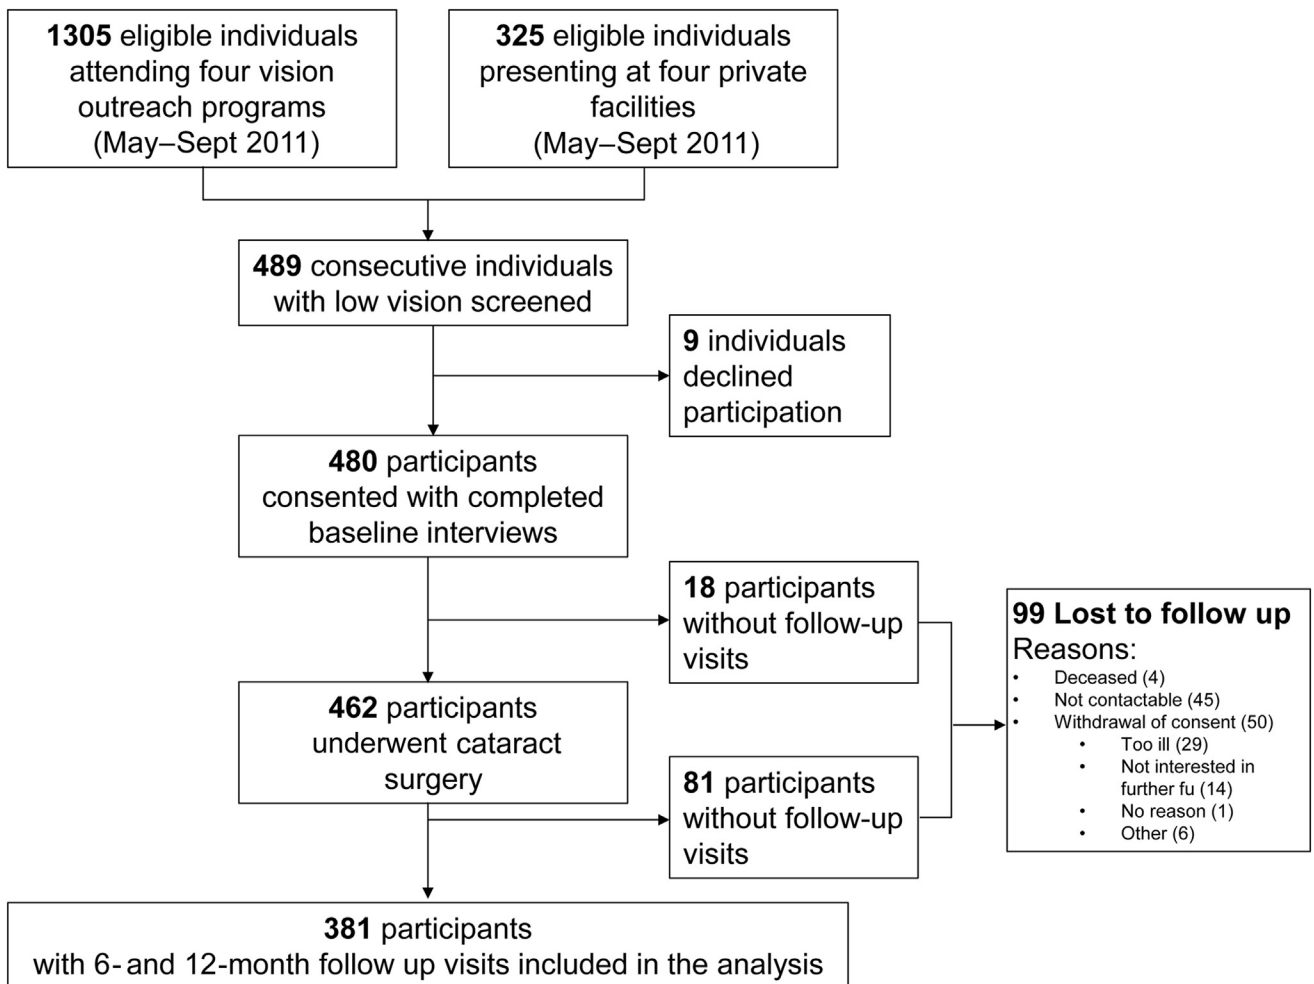 1305 eligible individuals
attending four vision
outreach programs
(May–Sept 2011)
325 eligible individuals
presenting at four private
facilities
(May–Sept 2011)
489 consecutive individuals
with low vision screened
9 individuals
declined
participation
480 participants
consented with completed
baseline interviews
18 participants
without follow-up
visits
462 participants
underwent cataract
surgery
81 participants
without follow-up
visits
99 Lost to follow up
Reasons:
• Deceased (4)
• Not contactable (45)
• Withdrawal of consent (50)
• Too ill (29)
• Not interested in
further fu (14)
• No reason (1)
• Other (6)
381 participants
with 6- and 12-month follow up visits included in the analysis